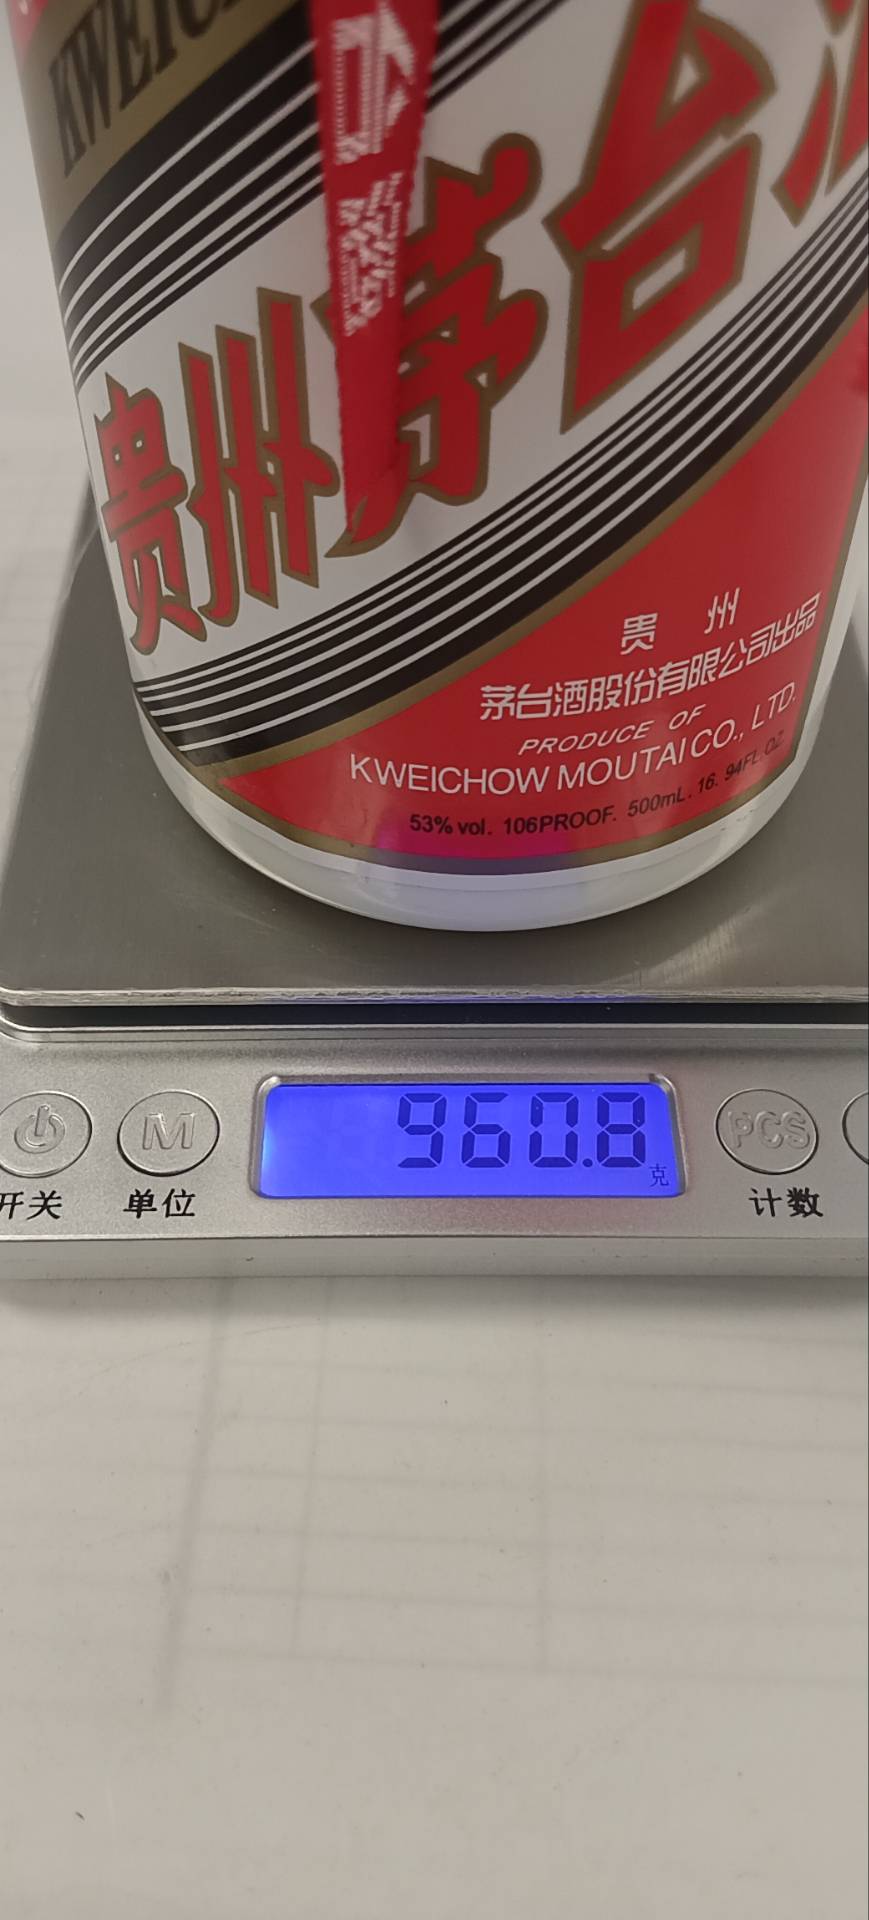 贵州茅台
贵州
茅台酒股份有限公司出品
PRODUCE OF
KWEICHOW MOUTAI CO., LTD.
53% vol. 106PROOF. 500mL. 16. 94FL.OZ
960.8
克
M
PCS
开关
单位
计数